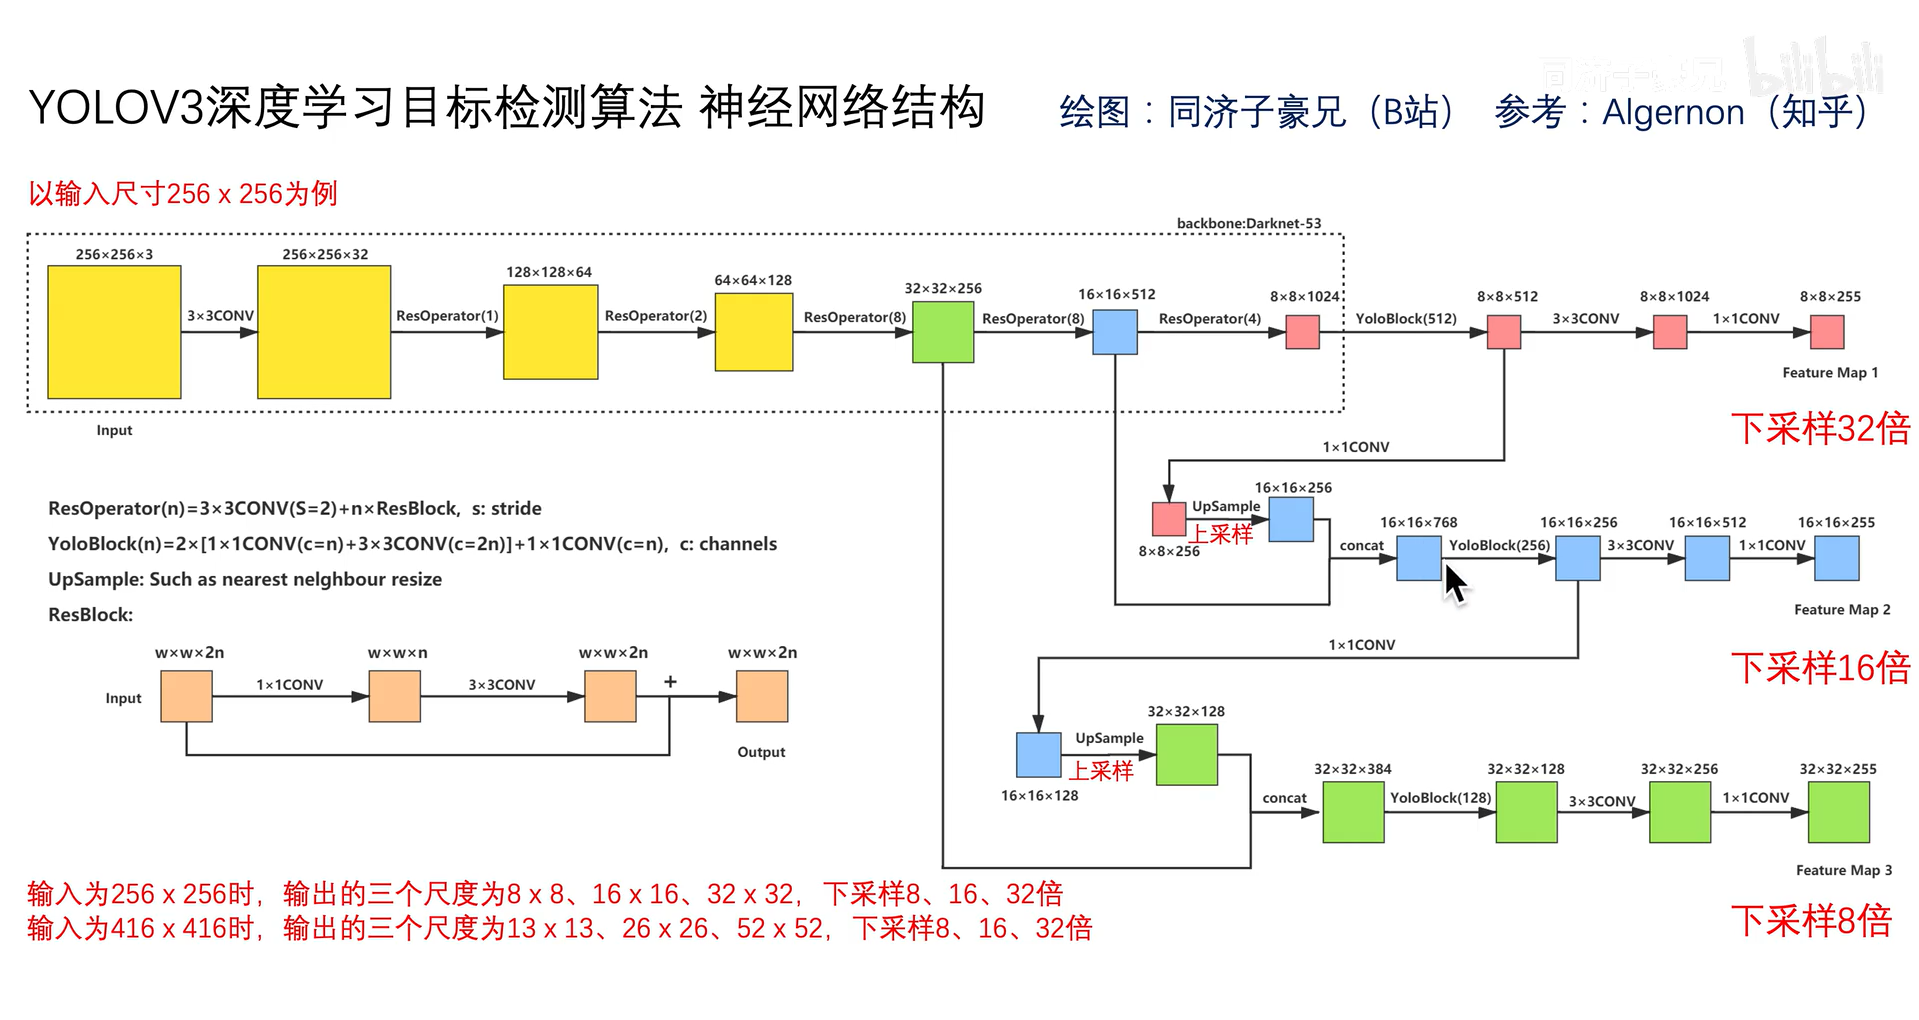 同济子豪兄 bilibili
YOLOV3深度学习目标检测算法 神经网络结构
绘图：同济子豪兄（B站） 参考：Algernon（知乎）
以输入尺寸256 x 256为例
backbone:Darknet-53
256×256×3
256×256×32
128×128×64
64×64×128
32×32×256
16×16×512
8×8×1024
8×8×512
8×8×1024
8×8×255
3×3CONV
ResOperator(1)
ResOperator(2)
ResOperator(8)
ResOperator(8)
ResOperator(4)
YoloBlock(512)
3×3CONV
1×1CONV
Feature Map 1
Input
下采样32倍
1×1CONV
UpSample
上采样
8×8×256
16×16×256
concat
16×16×768
YoloBlock(256)
16×16×256
3×3CONV
16×16×512
1×1CONV
16×16×255
Feature Map 2
下采样16倍
ResOperator(n)=3×3CONV(S=2)+n×ResBlock, s: stride
YoloBlock(n)=2×[1×1CONV(c=n)+3×3CONV(c=2n)]+1×1CONV(c=n), c: channels
UpSample: Such as nearest nelghbour resize
ResBlock:
w×w×2n
w×w×n
w×w×2n
w×w×2n
Input
1×1CONV
3×3CONV
+
Output
1×1CONV
UpSample
上采样
16×16×128
32×32×128
concat
32×32×384
YoloBlock(128)
32×32×128
3×3CONV
32×32×256
1×1CONV
32×32×255
Feature Map 3
下采样8倍
输入为256 x 256时，输出的三个尺度为8 x 8、16 x 16、32 x 32，下采样8、16、32倍
输入为416 x 416时，输出的三个尺度为13 x 13、26 x 26、52 x 52，下采样8、16、32倍